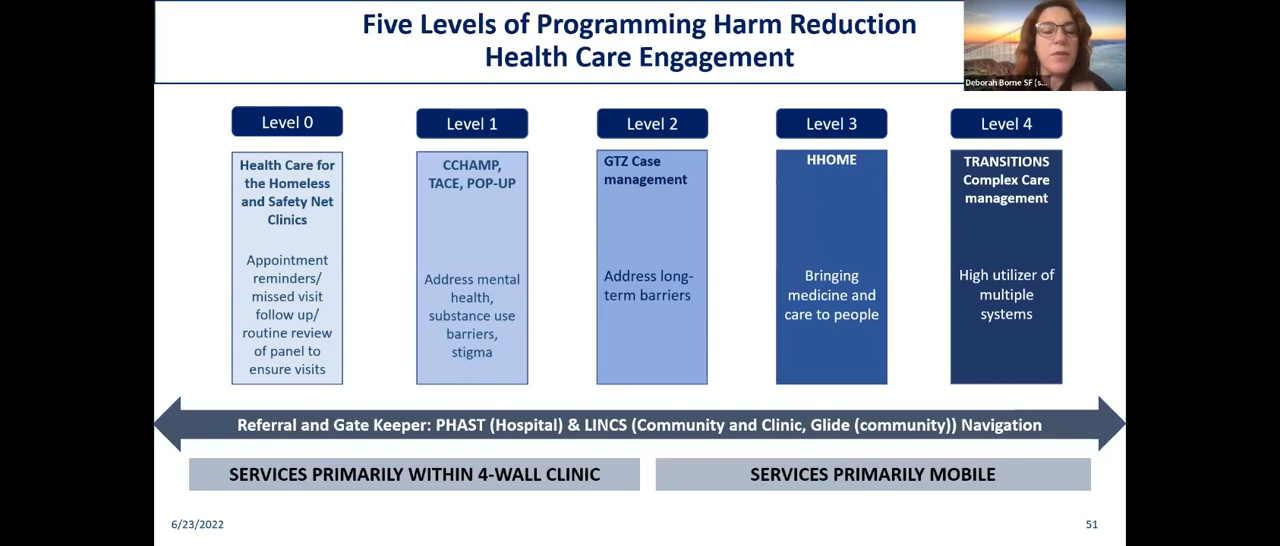 Five Levels of Programming Harm Reduction
Health Care Engagement
Deborah Borne SF (s...
Level 0
Health Care for
the Homeless
and Safety Net
Clinics
Appointment
reminders/
missed visit
follow up/
routine review
of panel to
ensure visits
Level 1
CCHAMP,
TACE, POP-UP
Address mental
health,
substance use
barriers,
stigma
Level 2
GTZ Case
management
Address long-
term barriers
Level 3
HHOME
Bringing
medicine and
care to people
Level 4
TRANSITIONS
Complex Care
management
High utilizer of
multiple
systems
Referral and Gate Keeper: PHAST (Hospital) & LINCS (Community and Clinic, Glide (community)) Navigation
SERVICES PRIMARILY WITHIN 4-WALL CLINIC
SERVICES PRIMARILY MOBILE
6/23/2022
51